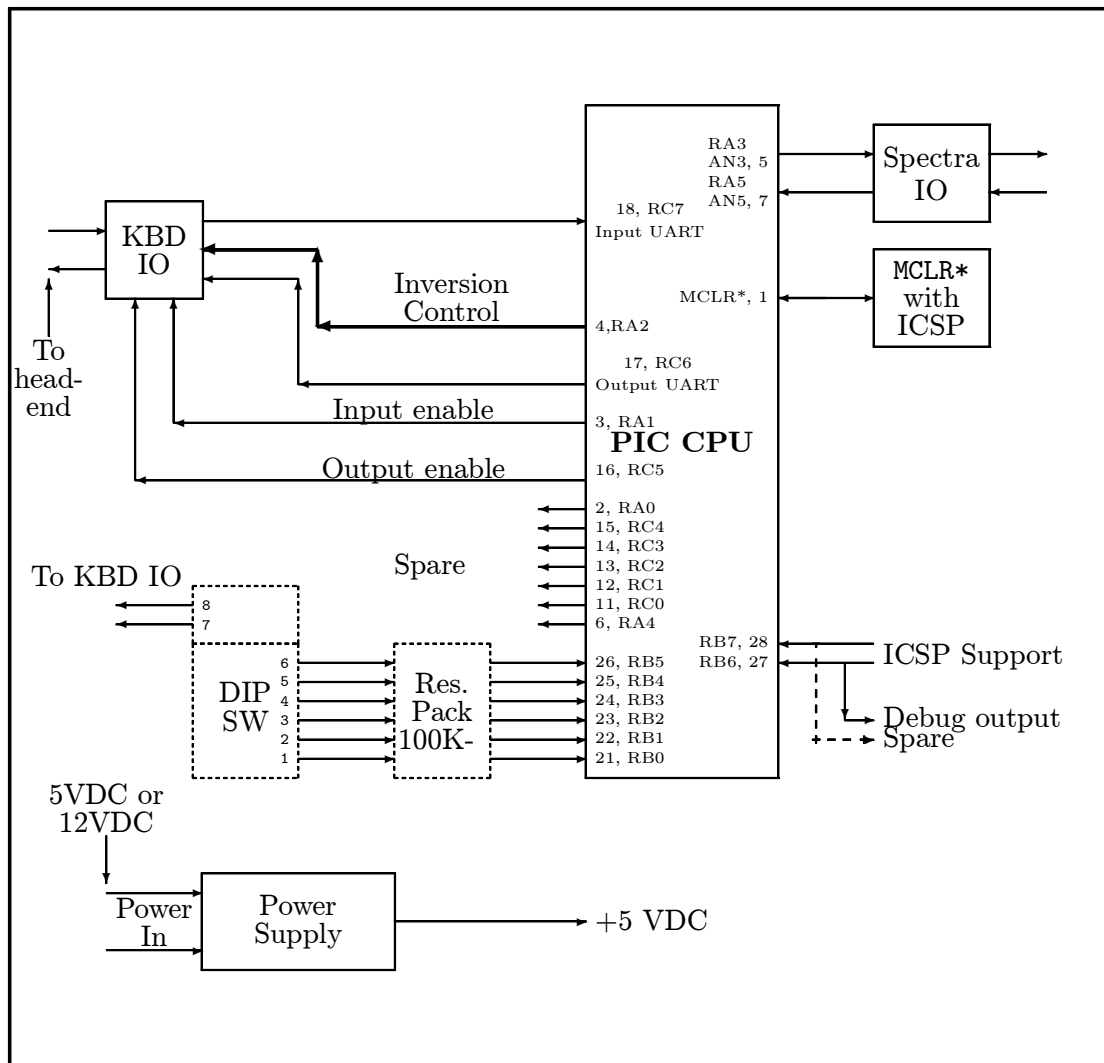 RA3
AN3, 5
RA5
AN5, 7
Spectra
IO
18, RC7
Input UART
KBD
IO
Inversion
Control
MCLR*, 1
MCLR*
with
ICSP
4,RA2
To
head-
end
17, RC6
Output UART
Input enable
3, RA1
PIC CPU
Output enable
16, RC5
2, RA0
15, RC4
14, RC3
13, RC2
12, RC1
11, RC0
6, RA4
Spare
To KBD IO
8
7
RB7, 28
RB6, 27
ICSP Support
Debug output
Spare
6
5
4
3
2
1
DIP
SW
Res.
Pack
100K-
26, RB5
25, RB4
24, RB3
23, RB2
22, RB1
21, RB0
5VDC or
12VDC
Power
In
Power
Supply
+5 VDC